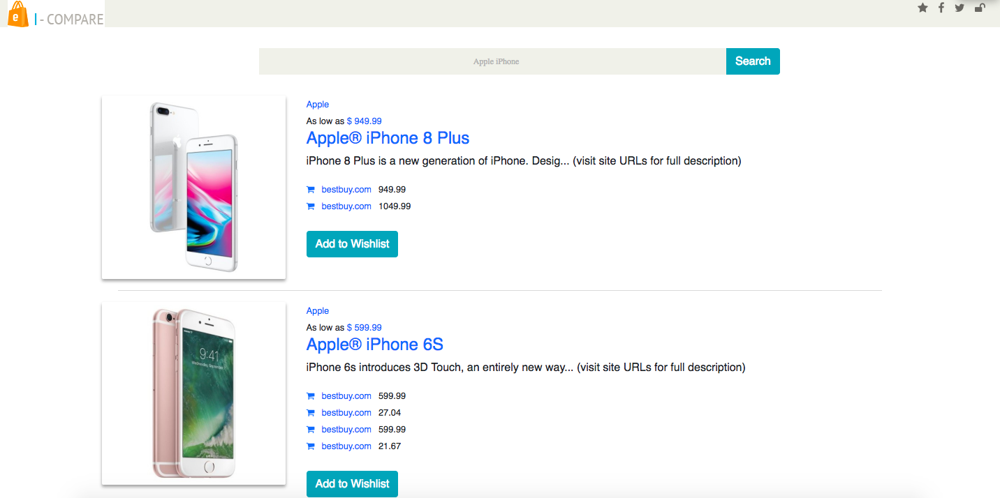 e | - COMPARE
Apple iPhone Search
Apple
As low as $ 949.99
Apple® iPhone 8 Plus
iPhone 8 Plus is a new generation of iPhone. Desig... (visit site URLs for full description)
bestbuy.com 949.99
bestbuy.com 1049.99
Add to Wishlist
9:41
Apple
As low as $ 599.99
Apple® iPhone 6S
iPhone 6s introduces 3D Touch, an entirely new way... (visit site URLs for full description)
bestbuy.com 599.99
bestbuy.com 27.04
bestbuy.com 599.99
bestbuy.com 21.67
Add to Wishlist